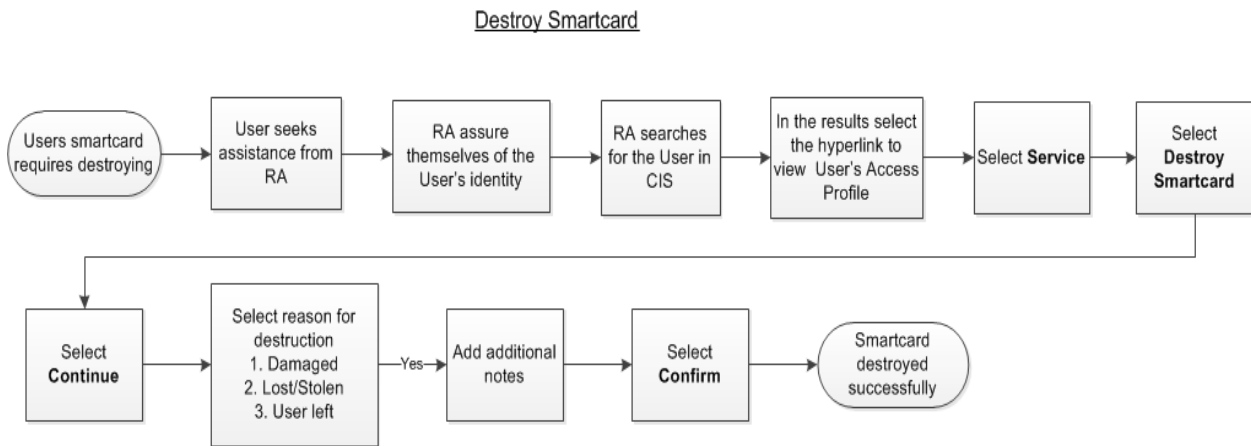 Destroy Smartcard
Users smartcard
requires destroying
User seeks
assistance from
RA
RA assure
themselves of the
User's identity
RA searches
for the User in
CIS
In the results select
the hyperlink to
view User's Access
Profile
Select Service
Select
Destroy
Smartcard
Select
Continue
Select reason for
destruction
1. Damaged
2. Lost/Stolen
3. User left
Yes
Add additional
notes
Select
Confirm
Smartcard
destroyed
successfully